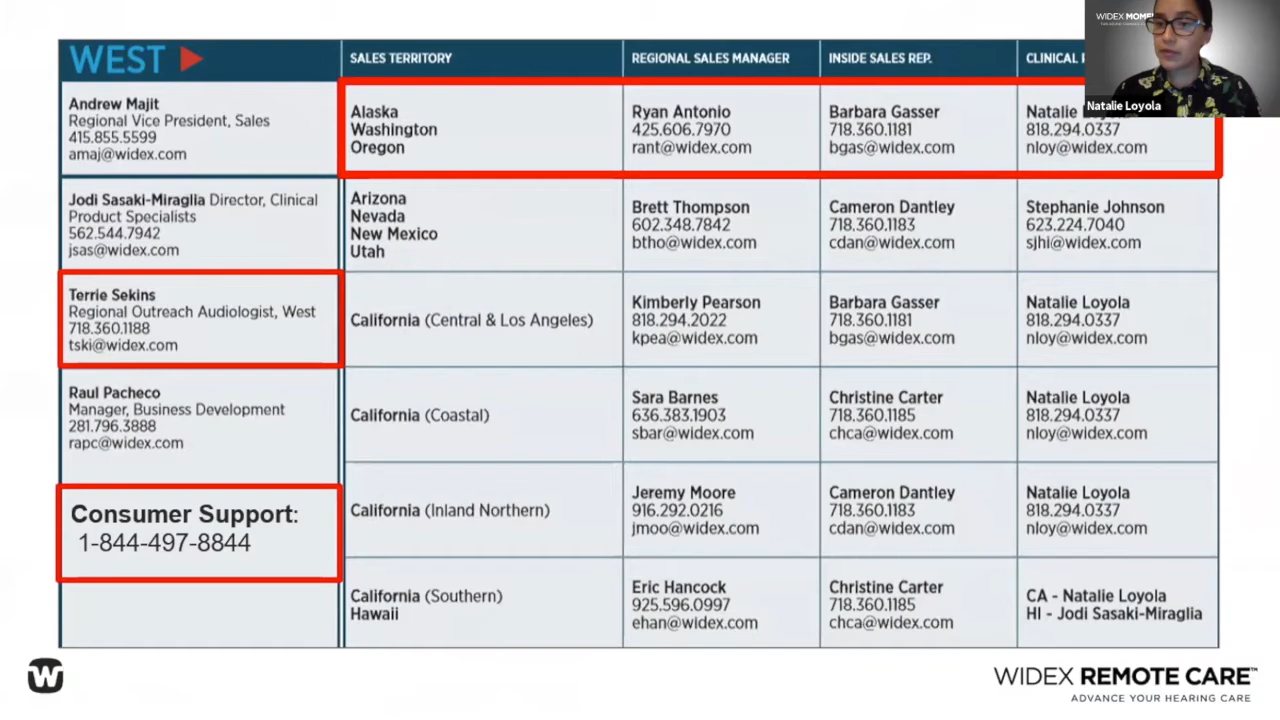 WIDEX MOME
WEST
SALES TERRITORY
REGIONAL SALES MANAGER
INSIDE SALES REP.
CLINICAL
Natalie Loyola
Andrew Majit
Regional Vice President, Sales
415.855.5599
amaj@widex.com
Alaska
Washington
Oregon
Ryan Antonio
425.606.7970
rant@widex.com
Barbara Gasser
718.360.1181
bgas@widex.com
Natalie
818.294.0337
nloy@widex.com
Jodi Sasaki-Miraglia Director, Clinical
Product Specialists
562.544.7942
jsas@widex.com
Arizona
Nevada
New Mexico
Utah
Brett Thompson
602.348.7842
btho@widex.com
Cameron Dantley
718.360.1183
cdan@widex.com
Stephanie Johnson
623.224.7040
sjhi@widex.com
Terrie Sekins
Regional Outreach Audiologist, West
718.360.1188
tski@widex.com
California (Central & Los Angeles)
Kimberly Pearson
818.294.2022
kpea@widex.com
Barbara Gasser
718.360.1181
bgas@widex.com
Natalie Loyola
818.294.0337
nloy@widex.com
Raul Pacheco
Manager, Business Development
281.796.3888
rapc@widex.com
California (Coastal)
Sara Barnes
636.383.1903
sbar@widex.com
Christine Carter
718.360.1185
chca@widex.com
Natalie Loyola
818.294.0337
nloy@widex.com
Consumer Support:
1-844-497-8844
California (Inland Northern)
Jeremy Moore
916.292.0216
jmoo@widex.com
Cameron Dantley
718.360.1183
cdan@widex.com
Natalie Loyola
818.294.0337
nloy@widex.com
California (Southern)
Hawaii
Eric Hancock
925.596.0997
ehan@widex.com
Christine Carter
718.360.1185
chca@widex.com
CA - Natalie Loyola
HI - Jodi Sasaki-Miraglia
W
WIDEX REMOTE CARE™
ADVANCE YOUR HEARING CARE